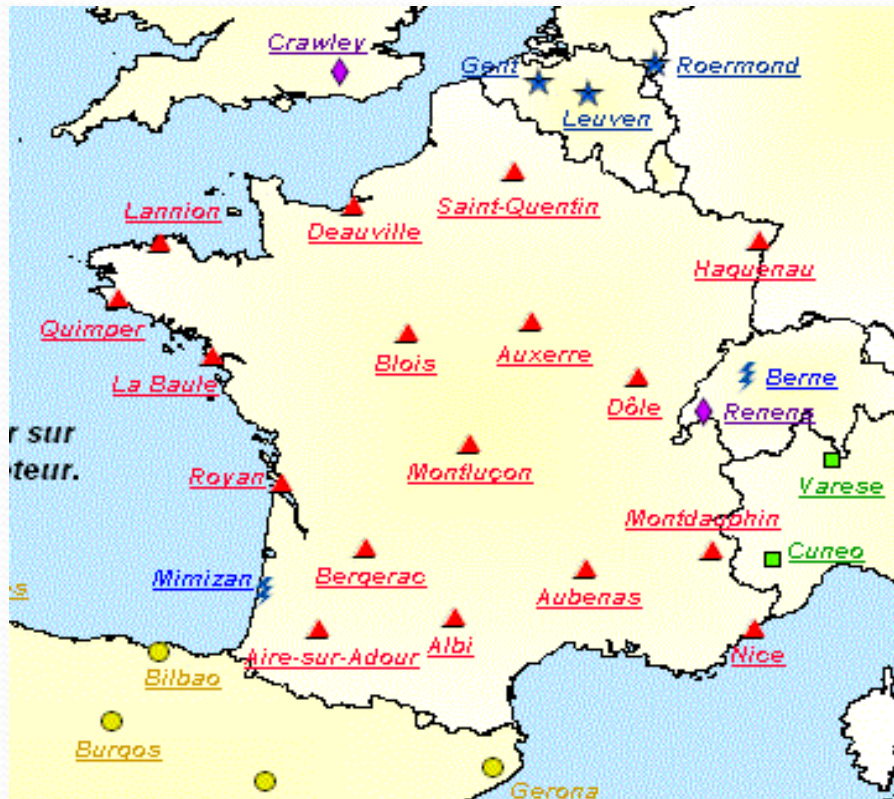 Crawley
Gent
Roermond
Leuven
Saint-Quentin
Lannion
Deauville
Haguenau
Quimper
Blois
Auxerre
La Baule
Berne
Dôle
Renens
r sur
oteur.
Royan
Montluçon
Varese
Montdauphin
Cuneo
Mimizan
Bergerac
Aubenas
Aire-sur-Adour
Albi
Nice
Bilbao
Burgos
Gerona